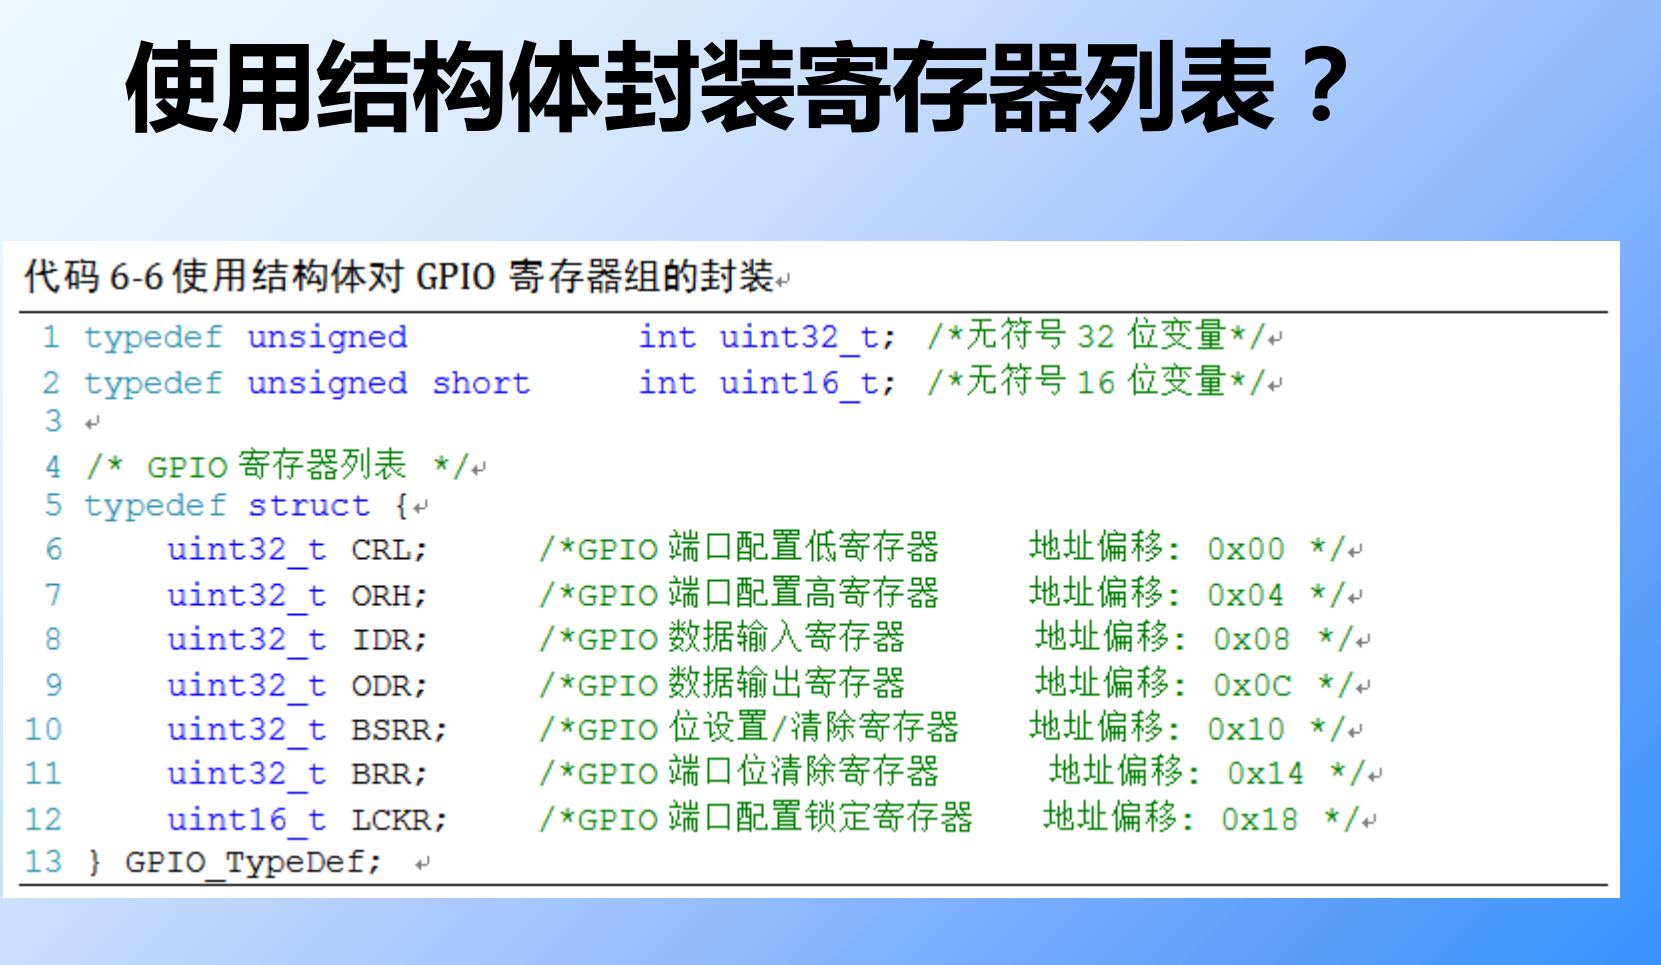 使用结构体封装寄存器列表？
代码 6-6 使用结构体对 GPIO 寄存器组的封装
1 typedef unsigned int uint32_t; /*无符号 32 位变量*/
2 typedef unsigned short int uint16_t; /*无符号 16 位变量*/
3
4 /* GPIO 寄存器列表 */
5 typedef struct {
6 uint32_t CRL; /*GPIO 端口配置低寄存器 地址偏移: 0x00 */
7 uint32_t ORH; /*GPIO 端口配置高寄存器 地址偏移: 0x04 */
8 uint32_t IDR; /*GPIO 数据输入寄存器 地址偏移: 0x08 */
9 uint32_t ODR; /*GPIO 数据输出寄存器 地址偏移: 0x0C */
10 uint32_t BSRR; /*GPIO 位设置/清除寄存器 地址偏移: 0x10 */
11 uint32_t BRR; /*GPIO 端口位清除寄存器 地址偏移: 0x14 */
12 uint16_t LCKR; /*GPIO 端口配置锁定寄存器 地址偏移: 0x18 */
13 } GPIO_TypeDef;